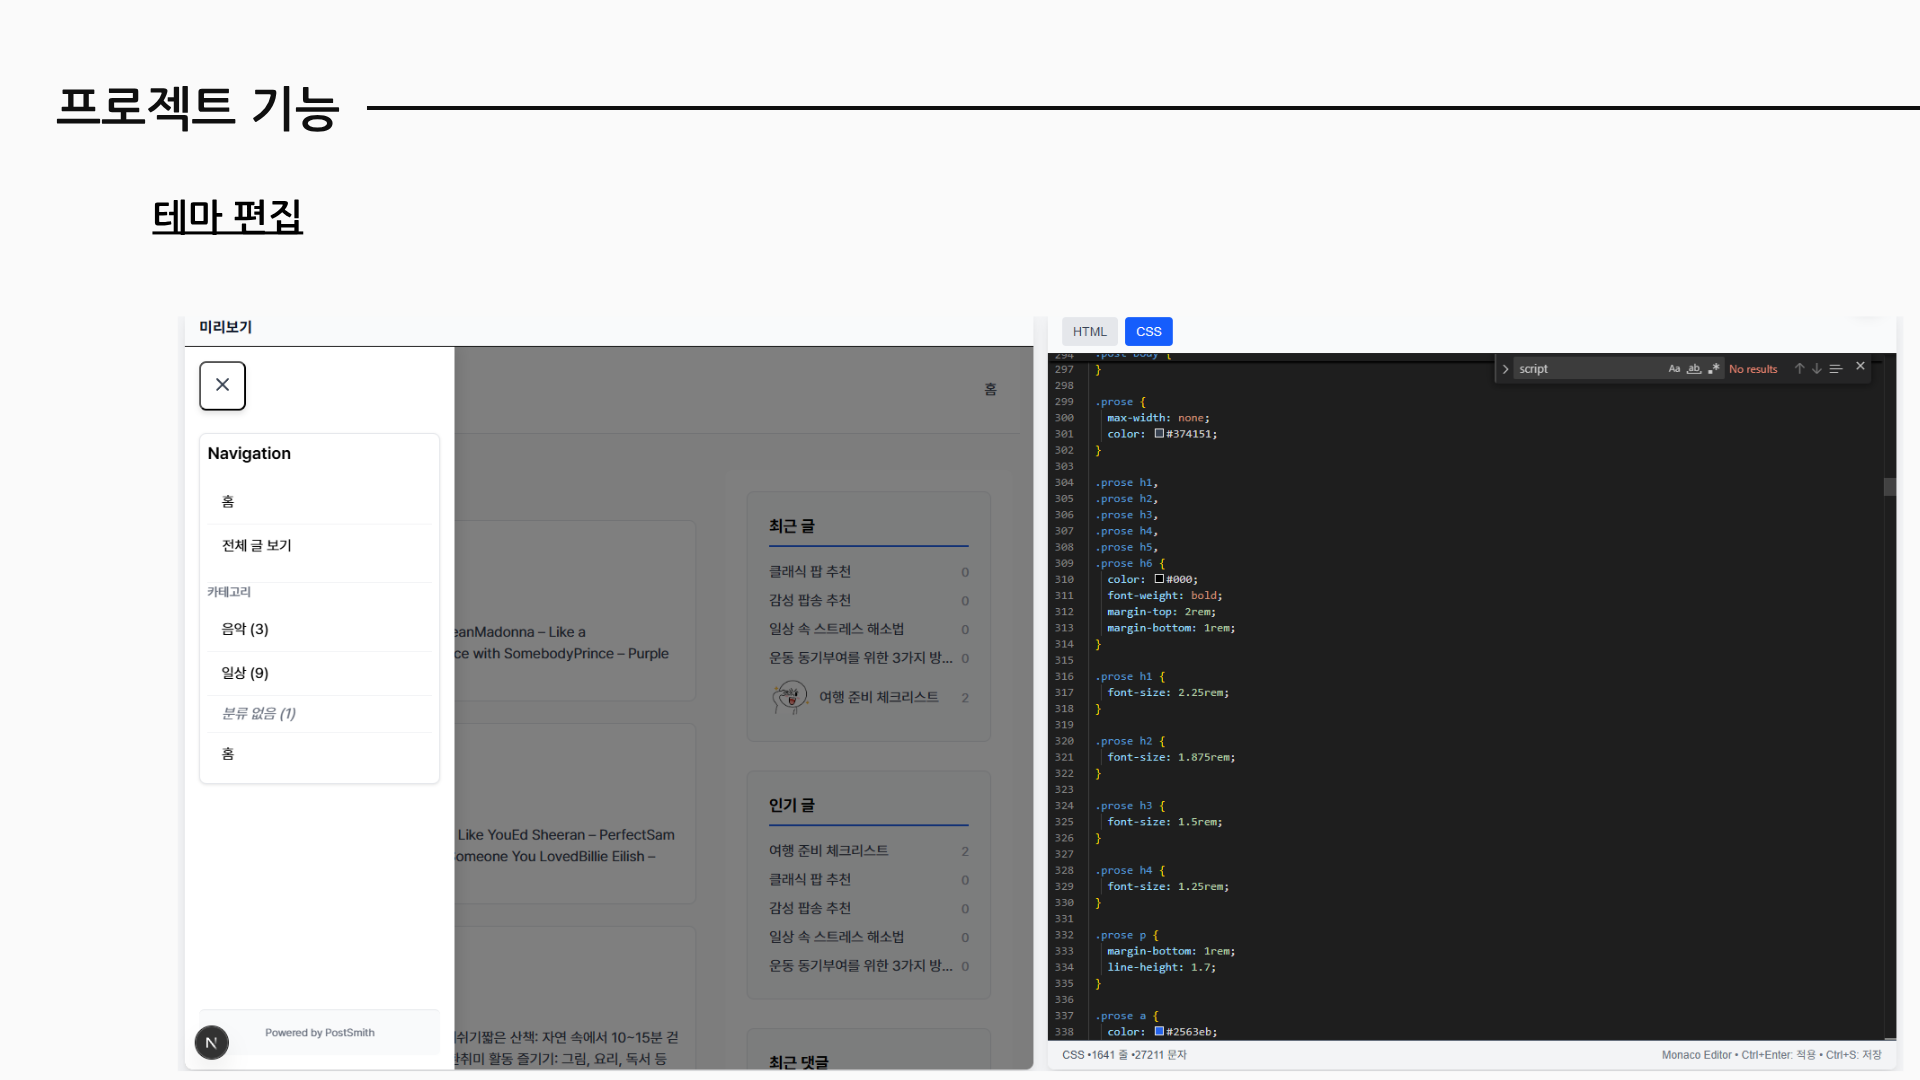 프로젝트 기능
테마 편집
미리보기
홈
Navigation
홈
전체 글 보기
카테고리
음악 (3)
일상 (9)
분류 없음 (1)
홈
Powered by PostSmith
N
eanMadonna – Like a
ce with SomebodyPrince – Purple
Like YouEd Sheeran – PerfectSam
omeone You LovedBillie Eilish –
쉬기짧은 산책: 자연 속에서 10~15분 걷
취미 활동 즐기기: 그림, 요리, 독서 등
최근 글
클래식 팝 추천 0
감성 팝송 추천 0
일상 속 스트레스 해소법 0
운동 동기부여를 위한 3가지 방... 0
여행 준비 체크리스트 2
인기 글
여행 준비 체크리스트 2
클래식 팝 추천 0
감성 팝송 추천 0
일상 속 스트레스 해소법 0
운동 동기부여를 위한 3가지 방... 0
최근 댓글
HTML CSS
script Aa ab .* No results
294 .post-body {
297 }
298
299 .prose {
300 max-width: none;
301 color: #374151;
302 }
303
304 .prose h1,
305 .prose h2,
306 .prose h3,
307 .prose h4,
308 .prose h5,
309 .prose h6 {
310 color: #000;
311 font-weight: bold;
312 margin-top: 2rem;
313 margin-bottom: 1rem;
314 }
315
316 .prose h1 {
317 font-size: 2.25rem;
318 }
319
320 .prose h2 {
321 font-size: 1.875rem;
322 }
323
324 .prose h3 {
325 font-size: 1.5rem;
326 }
327
328 .prose h4 {
329 font-size: 1.25rem;
330 }
331
332 .prose p {
333 margin-bottom: 1rem;
334 line-height: 1.7;
335 }
336
337 .prose a {
338 color: #2563eb;
CSS •1641 줄 •27211 문자
Monaco Editor • Ctrl+Enter: 적용 • Ctrl+S: 저장